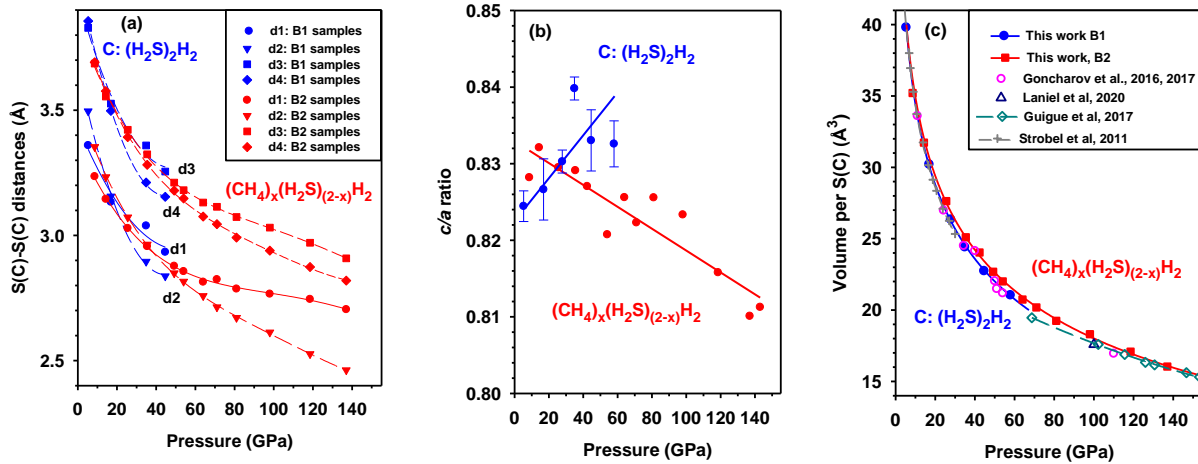 (a)
C: (H2S)2H2
d1: B1 samples
d2: B1 samples
d3: B1 samples
d4: B1 samples
d1: B2 samples
d2: B2 samples
d3: B2 samples
d4: B2 samples
d3
(CH4)x(H2S)(2-x)H2
d4
d1
d2
S(C)-S(C) distances (Å)
4.0
3.5
3.0
2.5
0 20 40 60 80 100 120 140
Pressure (GPa)
(b)
C: (H2S)2H2
(CH4)x(H2S)(2-x)H2
c/a ratio
0.85
0.84
0.83
0.82
0.81
0.80
0 20 40 60 80 100 120 140
Pressure (GPa)
(c)
This work B1
This work, B2
Goncharov et al., 2016, 2017
Laniel et al, 2020
Guigue et al, 2017
Strobel et al, 2011
(CH4)x(H2S)(2-x)H2
C: (H2S)2H2
Volume per S(C) (Å3)
40
35
30
25
20
15
0 20 40 60 80 100 120 140
Pressure (GPa)